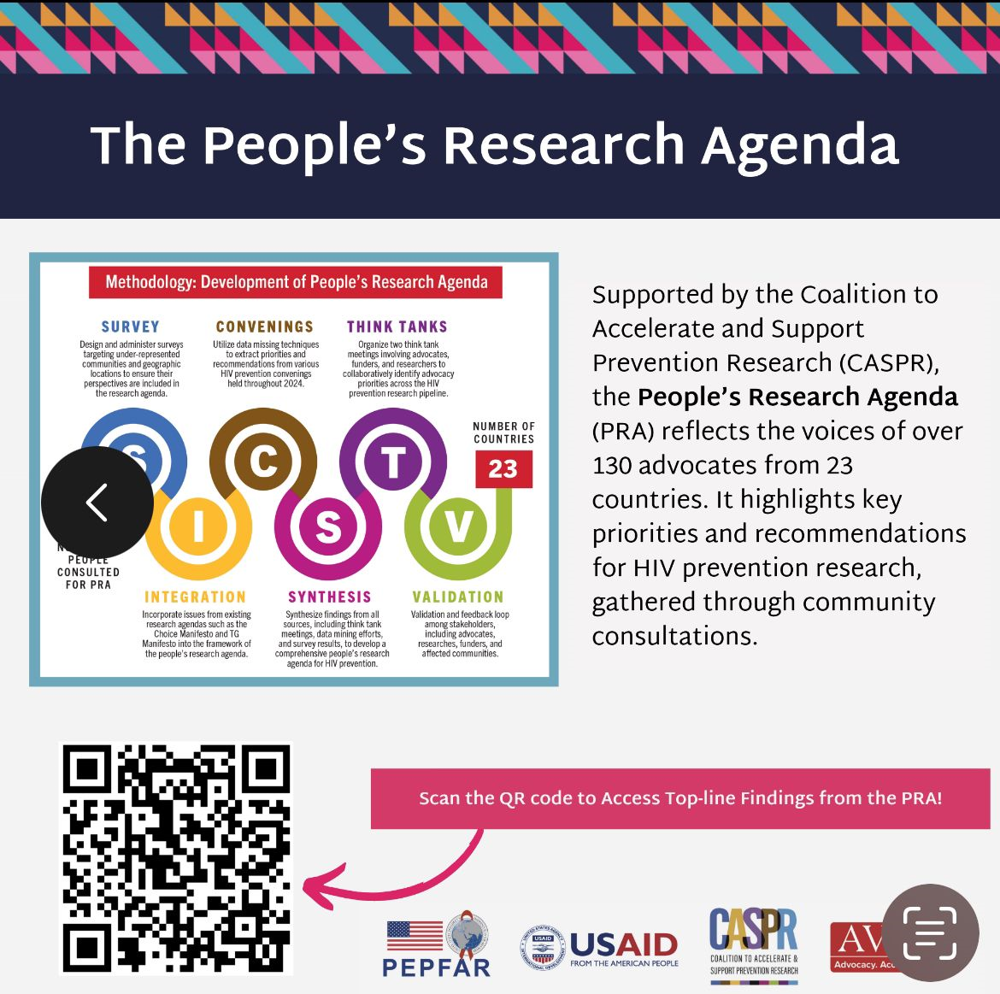 The People's Research Agenda
Methodology: Development of People's Research Agenda
SURVEY
Design and administer surveys
targeting under-represented
communities and geographic
locations to ensure their
perspectives are included in
the research agenda.
CONVENINGS
Utilize data missing techniques
to extract priorities and
recommendations from various
HIV prevention convenings
held throughout 2024.
THINK TANKS
Organize two think tank
meetings involving advocates,
funders, and researchers to
collaboratively identify advocacy
priorities across the HIV
prevention research pipeline.
NUMBER OF
COUNTRIES
23
S
C
T
I
S
V
PEOPLE
CONSULTED
FOR PRA
INTEGRATION
Incorporate issues from existing
research agendas such as the
Choice Manifesto and TG
Manifesto into the framework of
the people's research agenda.
SYNTHESIS
Synthesize findings from all
sources, including think tank
meetings, data mining efforts,
and survey results, to develop a
comprehensive people's research
agenda for HIV prevention.
VALIDATION
Validation and feedback loop
among stakeholders,
including advocates,
researches, funders, and
affected communities.
Supported by the Coalition to
Accelerate and Support
Prevention Research (CASPR),
the People's Research Agenda
(PRA) reflects the voices of over
130 advocates from 23
countries. It highlights key
priorities and recommendations
for HIV prevention research,
gathered through community
consultations.
Scan the QR code to Access Top-line Findings from the PRA!
PEPFAR
USAID
USAID
FROM THE AMERICAN PEOPLE
CASPR
COALITION TO ACCELERATE &
SUPPORT PREVENTION RESEARCH
AV
Advocacy.